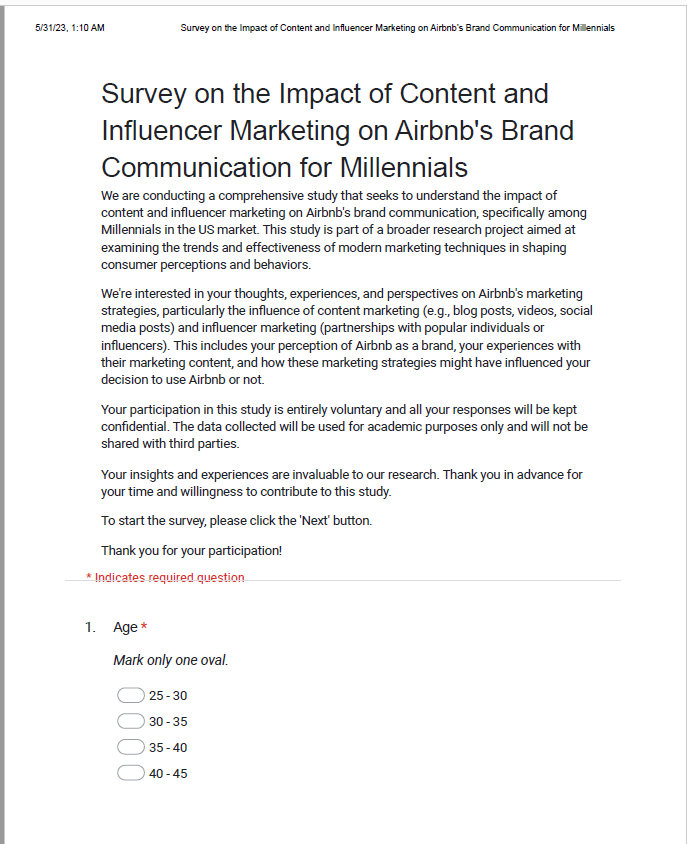 5/31/23, 1:10 AM Survey on the Impact of Content and Influencer Marketing on Airbnb's Brand Communication for Millennials
Survey on the Impact of Content and
Influencer Marketing on Airbnb's Brand
Communication for Millennials
We are conducting a comprehensive study that seeks to understand the impact of
content and influencer marketing on Airbnb's brand communication, specifically among
Millennials in the US market. This study is part of a broader research project aimed at
examining the trends and effectiveness of modern marketing techniques in shaping
consumer perceptions and behaviors.
We're interested in your thoughts, experiences, and perspectives on Airbnb's marketing
strategies, particularly the influence of content marketing (e.g., blog posts, videos, social
media posts) and influencer marketing (partnerships with popular individuals or
influencers). This includes your perception of Airbnb as a brand, your experiences with
their marketing content, and how these marketing strategies might have influenced your
decision to use Airbnb or not.
Your participation in this study is entirely voluntary and all your responses will be kept
confidential. The data collected will be used for academic purposes only and will not be
shared with third parties.
Your insights and experiences are invaluable to our research. Thank you in advance for
your time and willingness to contribute to this study.
To start the survey, please click the 'Next' button.
Thank you for your participation!
* Indicates required question
1. Age *
Mark only one oval.
25 - 30
30 - 35
35 - 40
40 - 45